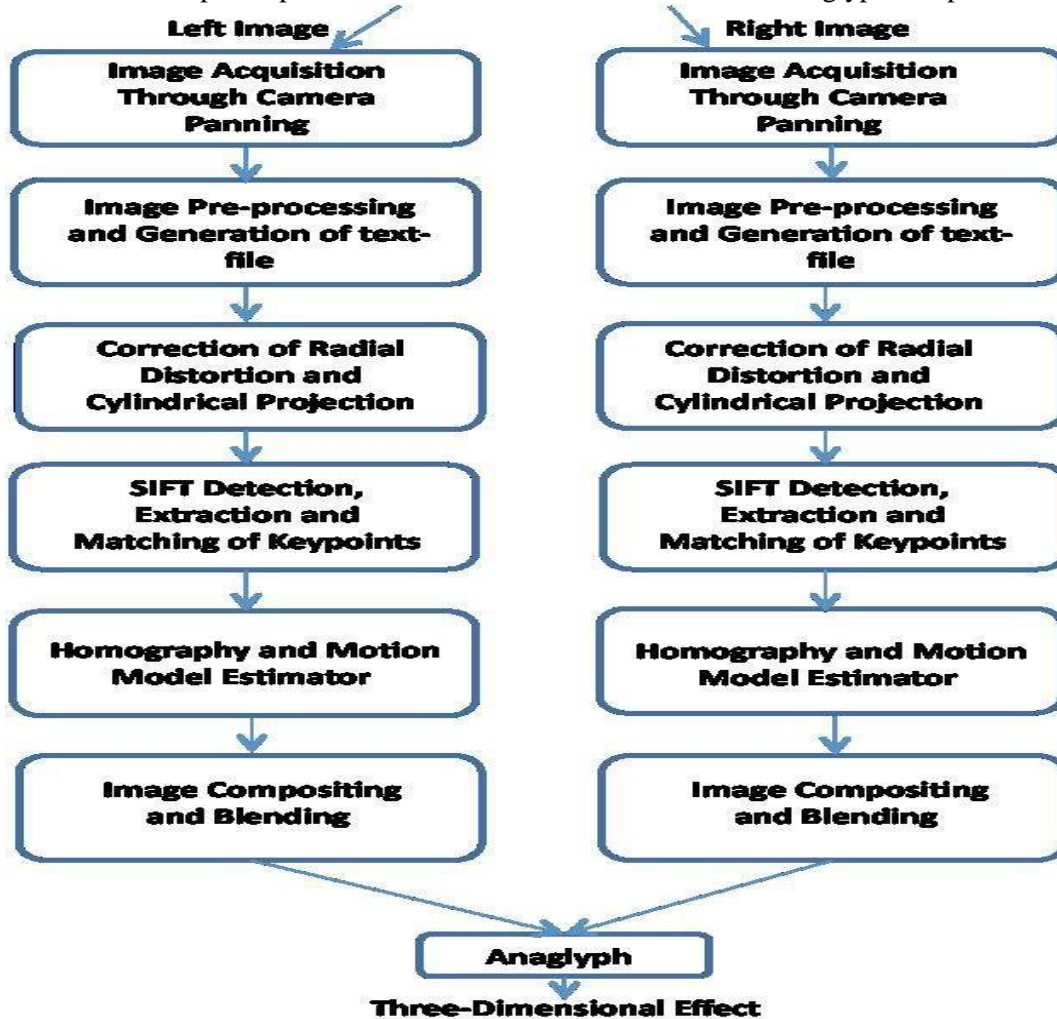 Left Image
Image Acquisition
Through Camera
Panning
Image Pre-processing
and Generation of text-
file
Correction of Radial
Distortion and
Cylindrical Projection
SIFT Detection,
Extraction and
Matching of Keypoints
Homography and Motion
Model Estimator
Image Compositing
and Blending
Right Image
Image Acquisition
Through Camera
Panning
Image Pre-processing
and Generation of text-
file
Correction of Radial
Distortion and
Cylindrical Projection
SIFT Detection,
Extraction and
Matching of Keypoints
Homography and Motion
Model Estimator
Image Compositing
and Blending
Anaglyph
Three-Dimensional Effect